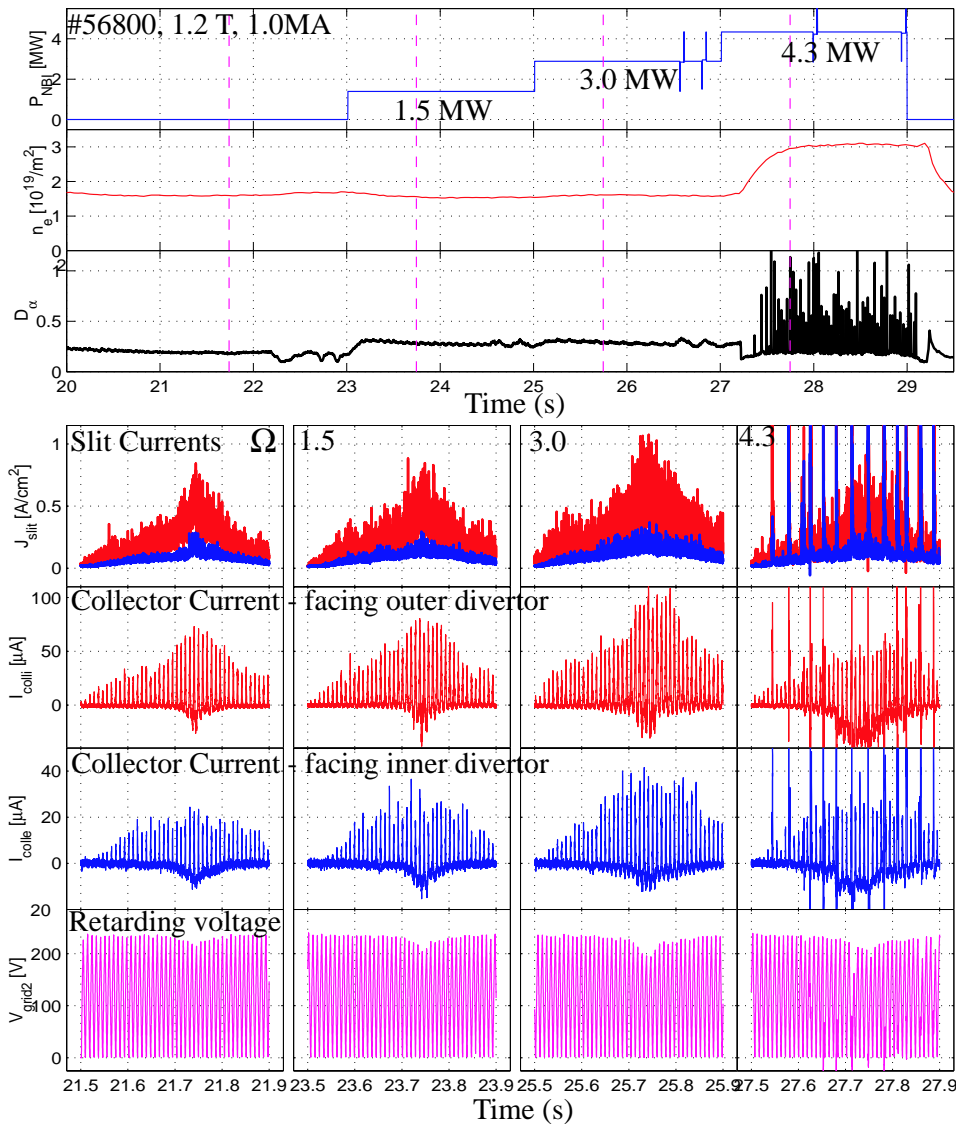 #56800, 1.2 T, 1.0MA
P_NBI [MW]
4
2
0
1.5 MW
3.0 MW
4.3 MW
n_e [10^19/m^2]
3
2
1
0
D_α
2
1
0.5
0
20 21 22 23 24 25 26 27 28 29
Time (s)
Slit Currents Ω 1.5 3.0 4.3
J_slit [A/cm^2]
1
0.5
0
Collector Current - facing outer divertor
I_colli [μA]
100
50
0
Collector Current - facing inner divertor
I_colle [μA]
40
20
0
20
Retarding voltage
V_grid2 [V]
200
100
0
21.5 21.6 21.7 21.8 21.9 23.5 23.6 23.7 23.8 23.9 25.5 25.6 25.7 25.8 25.9 27.5 27.6 27.7 27.8 27.9
Time (s)